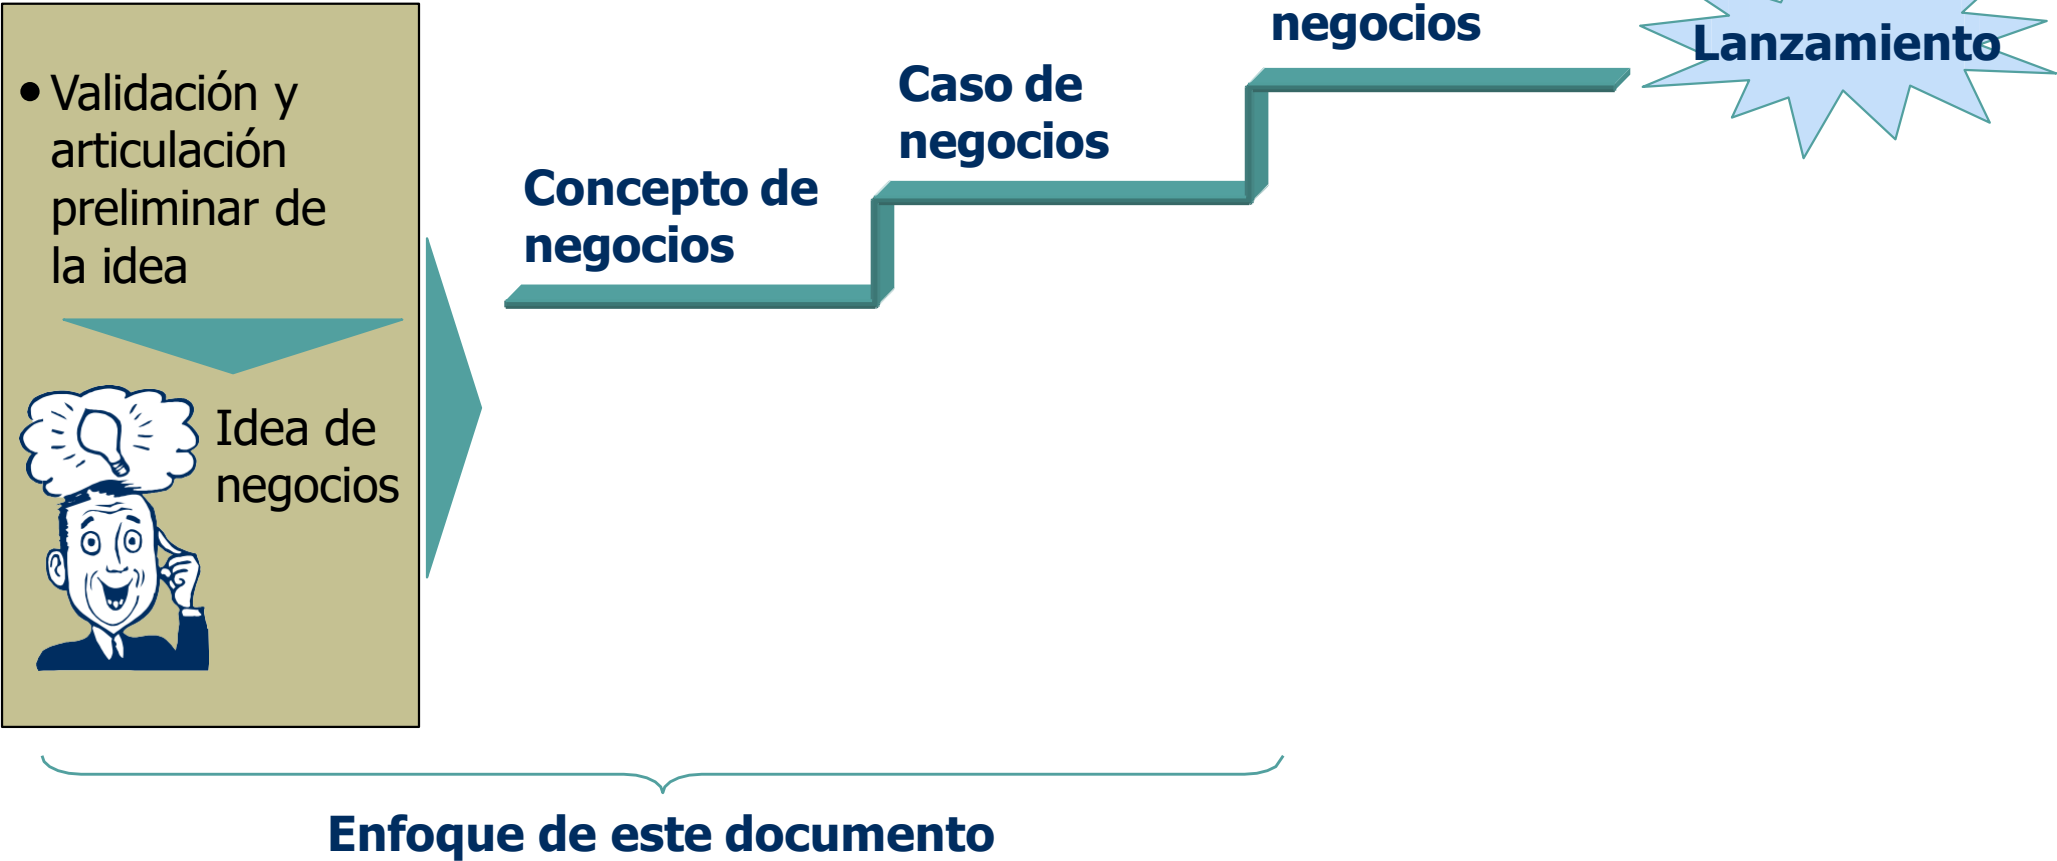 • Validación y
articulación
preliminar de
la idea
Idea de
negocios
Concepto de
negocios
Caso de
negocios
negocios
Lanzamiento
Enfoque de este documento